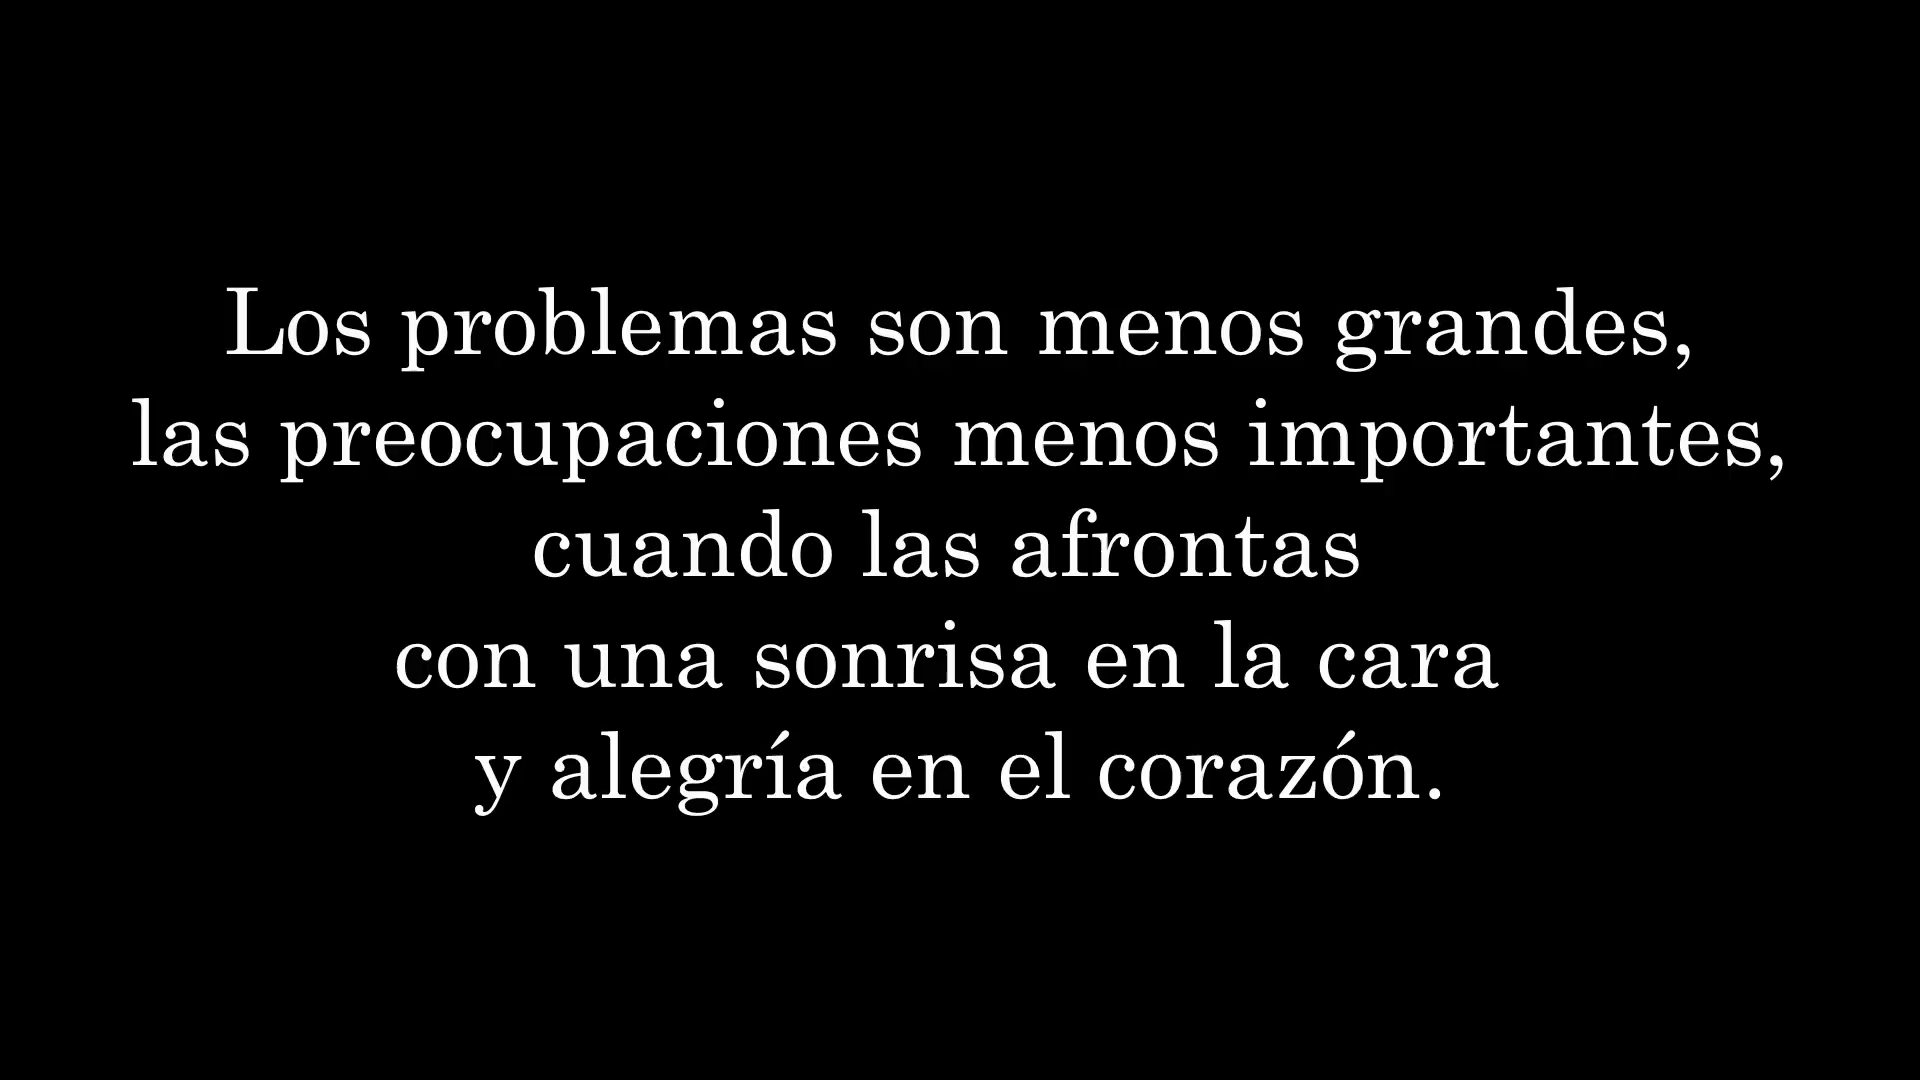 Los problemas son menos grandes,
las preocupaciones menos importantes,
cuando las afrontas
con una sonrisa en la cara
y alegría en el corazón.